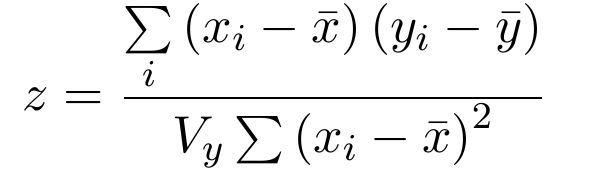 z = \frac{\sum_{i} (x_i - \bar{x}) (y_i - \bar{y})}{V_y \sum (x_i - \bar{x})^2}